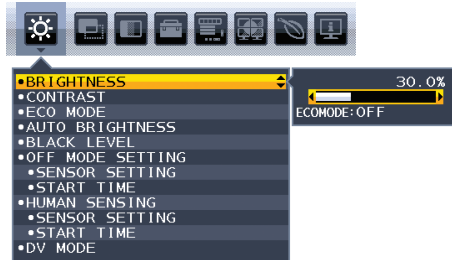 •BRIGHTNESS
30.0%
•CONTRAST
•ECO MODE
ECOMODE:OFF
•AUTO BRIGHTNESS
•BLACK LEVEL
•OFF MODE SETTING
•SENSOR SETTING
•START TIME
•HUMAN SENSING
•SENSOR SETTING
•START TIME
•DV MODE